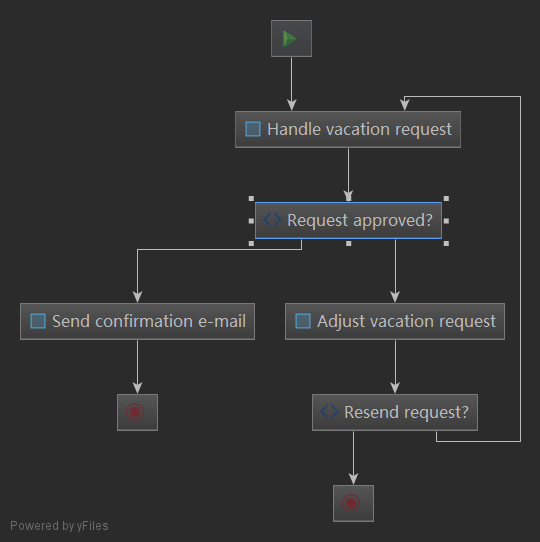 Handle vacation request
Request approved?
Send confirmation e-mail
Adjust vacation request
Resend request?
Powered by yFiles